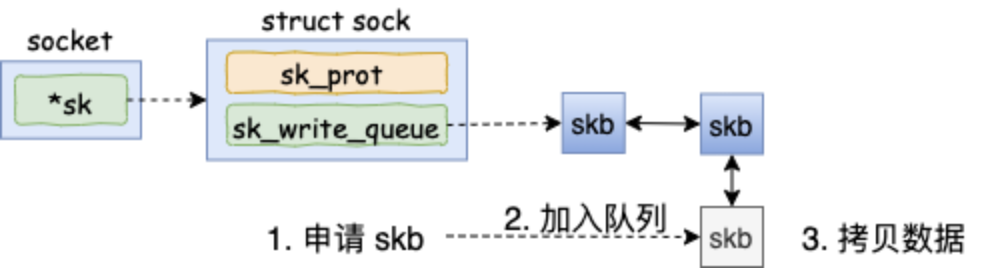 struct sock
socket
sk_prot
*sk
sk_write_queue
skb
skb
1. 申请 skb
2. 加入队列
skb
3. 拷贝数据